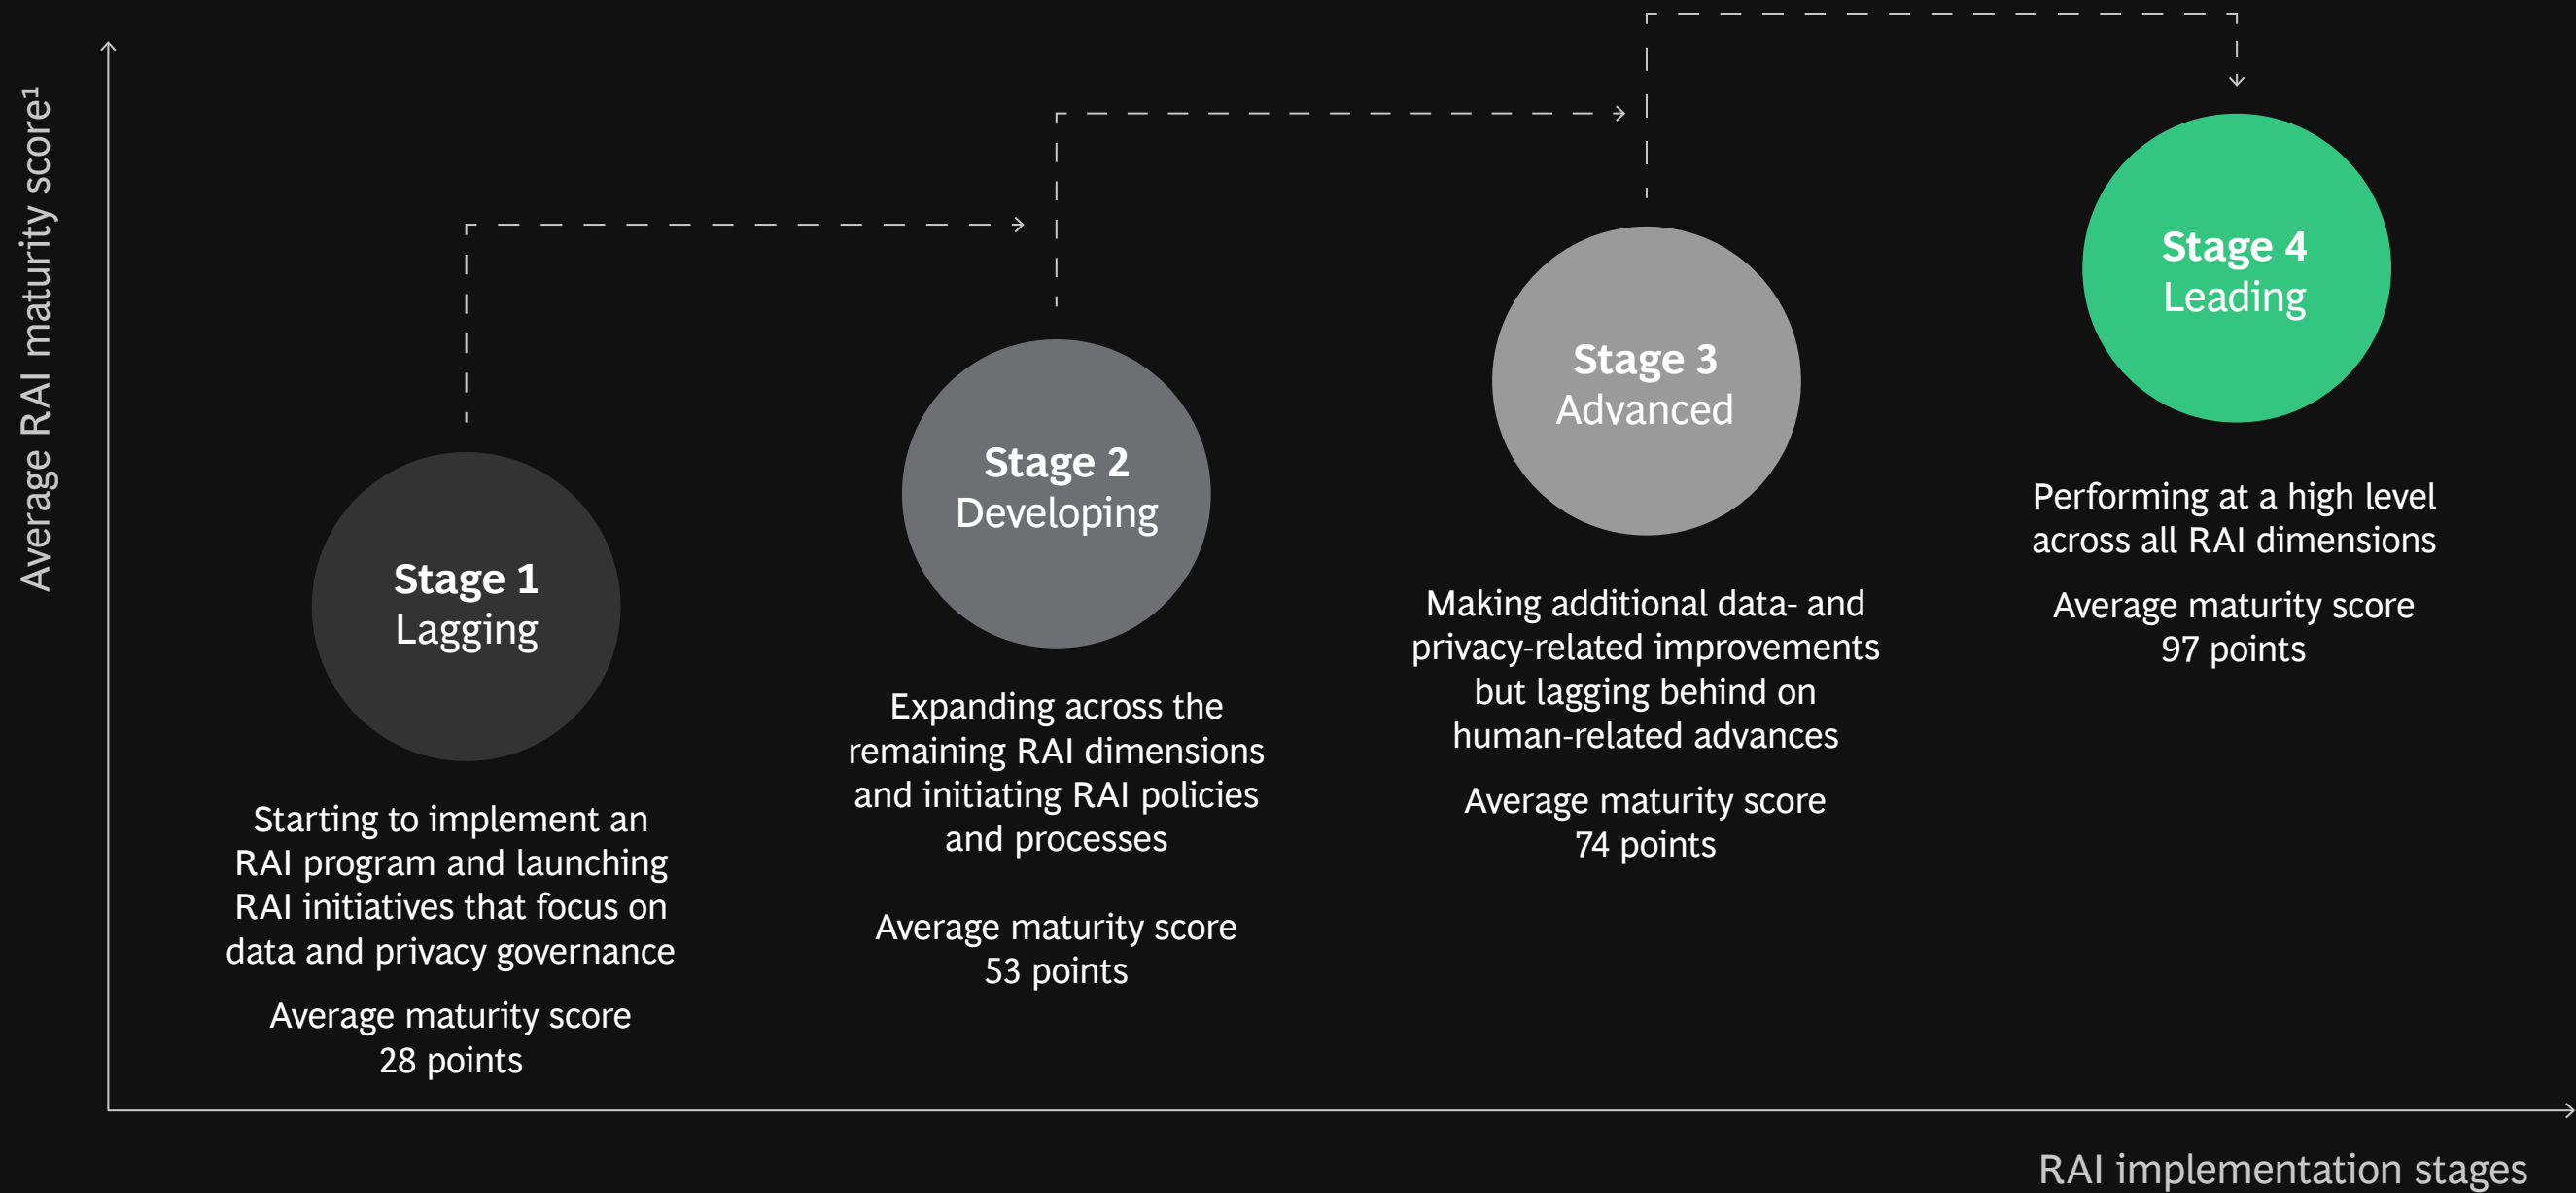 Average RAI maturity score¹
Stage 1
Lagging
Starting to implement an
RAI program and launching
RAI initiatives that focus on
data and privacy governance
Average maturity score
28 points
Stage 2
Developing
Expanding across the
remaining RAI dimensions
and initiating RAI policies
and processes
Average maturity score
53 points
Stage 3
Advanced
Making additional data- and
privacy-related improvements
but lagging behind on
human-related advances
Average maturity score
74 points
Stage 4
Leading
Performing at a high level
across all RAI dimensions
Average maturity score
97 points
RAI implementation stages